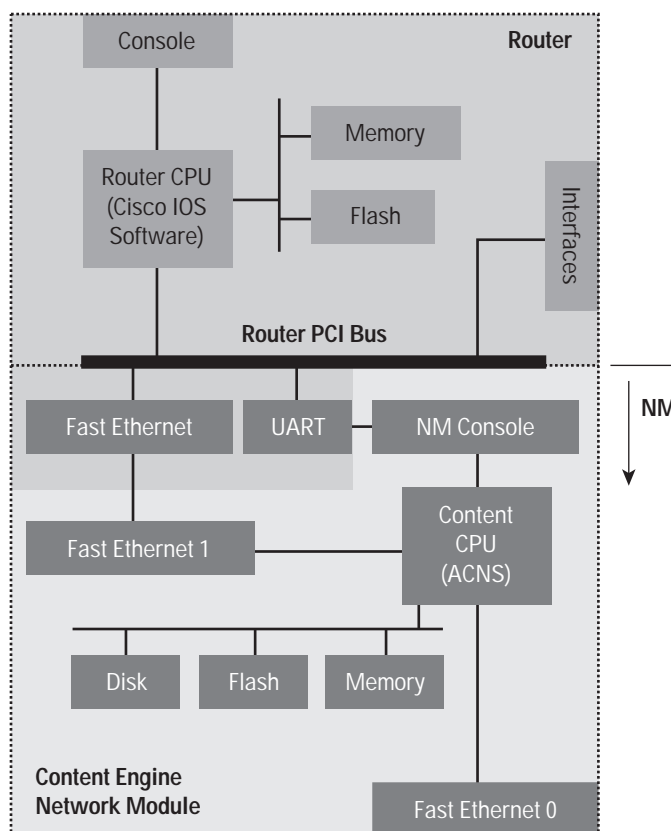 Console
Router
Memory
Router CPU
(Cisco IOS
Software)
Flash
Interfaces
Router PCI Bus
NM
Fast Ethernet
UART
NM Console
Fast Ethernet 1
Content
CPU
(ACNS)
Disk
Flash
Memory
Content Engine
Network Module
Fast Ethernet 0